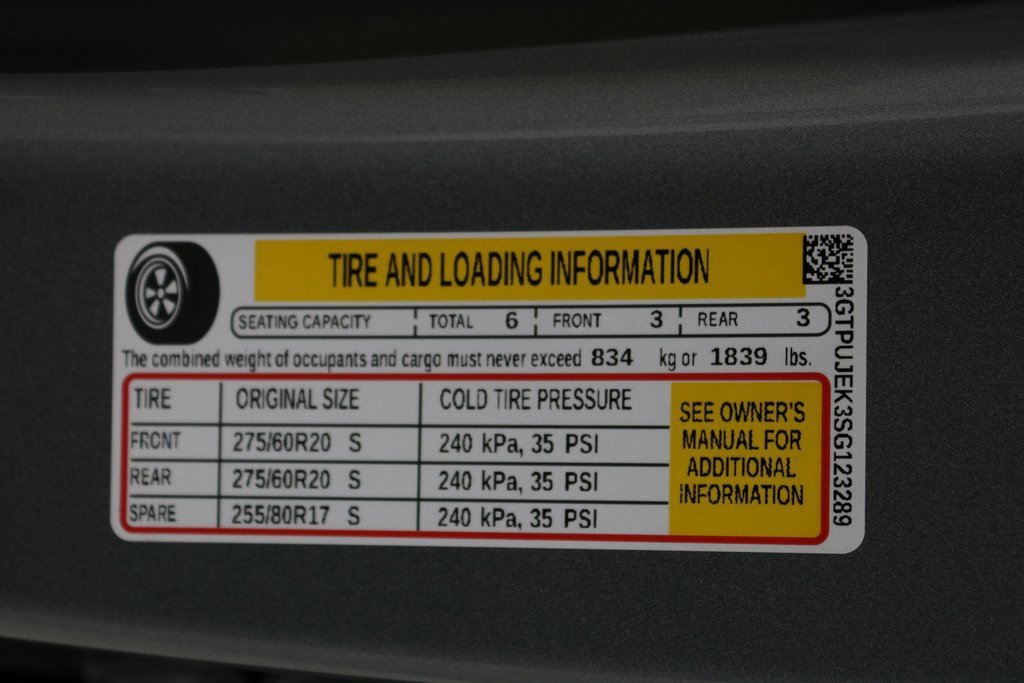 TIRE AND LOADING INFORMATION
SEATING CAPACITY TOTAL 6 FRONT 3 REAR 3
The combined weight of occupants and cargo must never exceed 834 kg or 1839 lbs.
TIRE ORIGINAL SIZE COLD TIRE PRESSURE
FRONT 275/60R20 S 240 kPa, 35 PSI
REAR 275/60R20 S 240 kPa, 35 PSI
SPARE 255/80R17 S 240 kPa, 35 PSI
SEE OWNER'S
MANUAL FOR
ADDITIONAL
INFORMATION
3GTPUJEK3SG123289